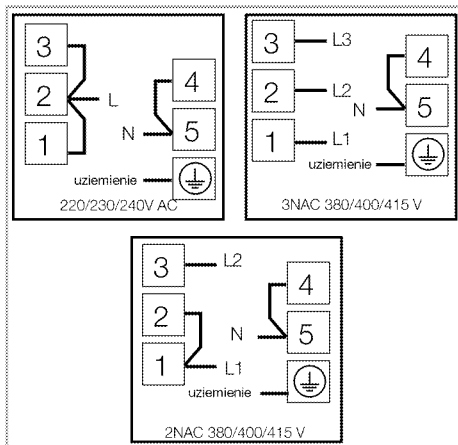 3
2 L 4
1 N 5
uziemienie
220/230/240V AC
3 L3 4
2 L2
N 5
1 L1
uziemienie
3NAC 380/400/415 V
3 L2 4
2
N 5
1 L1
uziemienie
2NAC 380/400/415 V